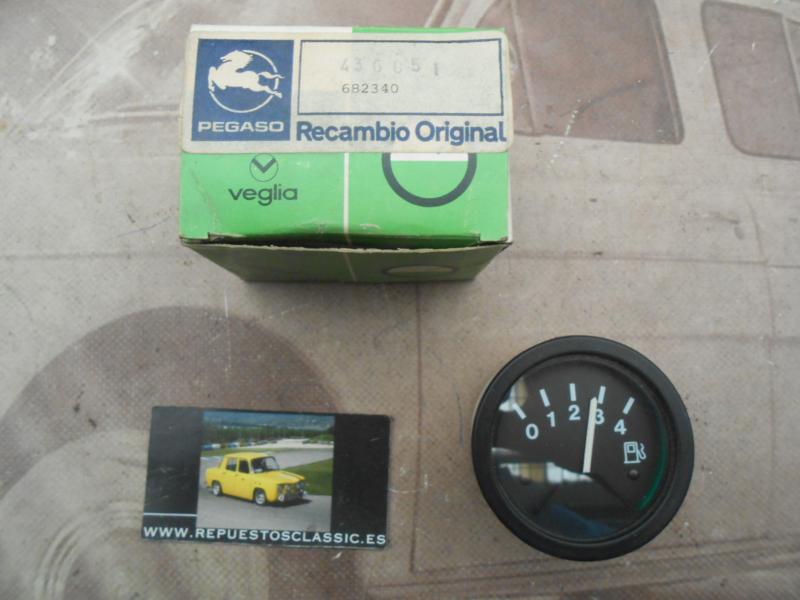 436051
682340
PEGASO
Recambio Original
veglia
0 1 2 3 4
WWW.REPUESTOSCLASSIC.ES